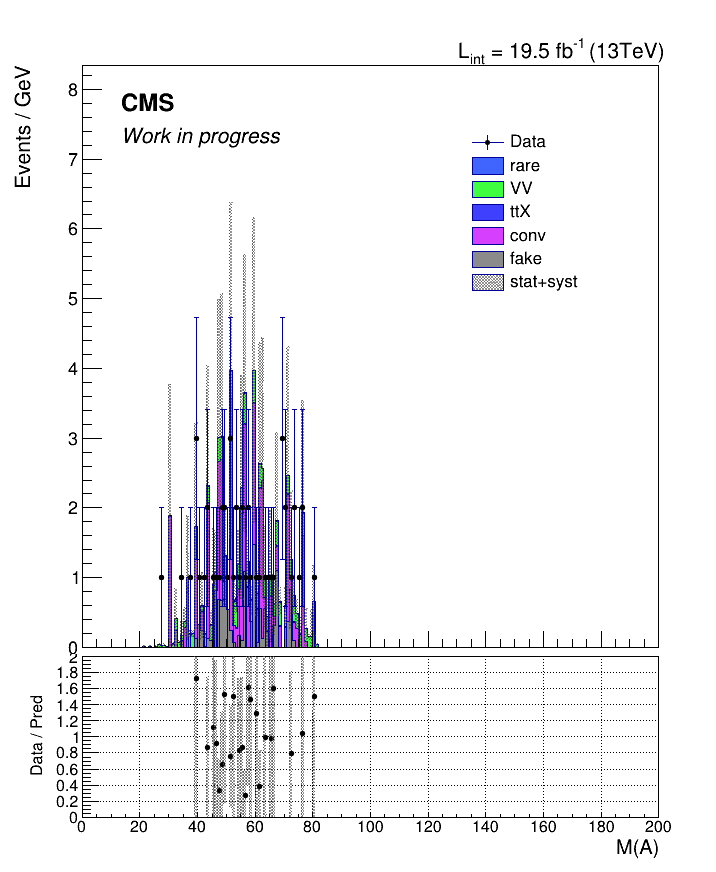 L_int = 19.5 fb^-1 (13TeV)
Events / GeV
CMS
Work in progress
8
7
6
5
4
3
2
1
0
Data
rare
VV
ttX
conv
fake
stat+syst
Data / Pred
2
1.8
1.6
1.4
1.2
1
0.8
0.6
0.4
0.2
0
0 20 40 60 80 100 120 140 160 180 200
M(A)